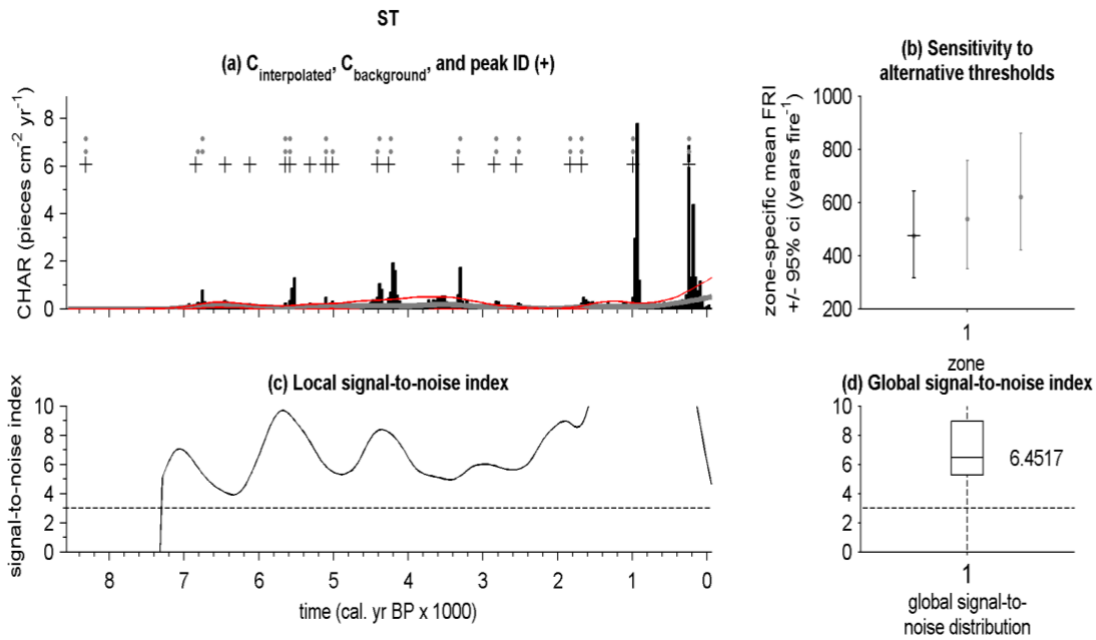 ST
(a) C_interpolated, C_background, and peak ID (+)
CHAR (pieces cm⁻² yr⁻¹)
8
6
4
2
0
(b) Sensitivity to
alternative thresholds
zone-specific mean FRI
+/- 95% ci (years fire⁻¹)
1000
800
600
400
200
1
zone
(c) Local signal-to-noise index
signal-to-noise index
10
8
6
4
2
0
8 7 6 5 4 3 2 1 0
time (cal. yr BP x 1000)
(d) Global signal-to-noise index
10
8
6
4
2
0
6.4517
1
global signal-to-
noise distribution